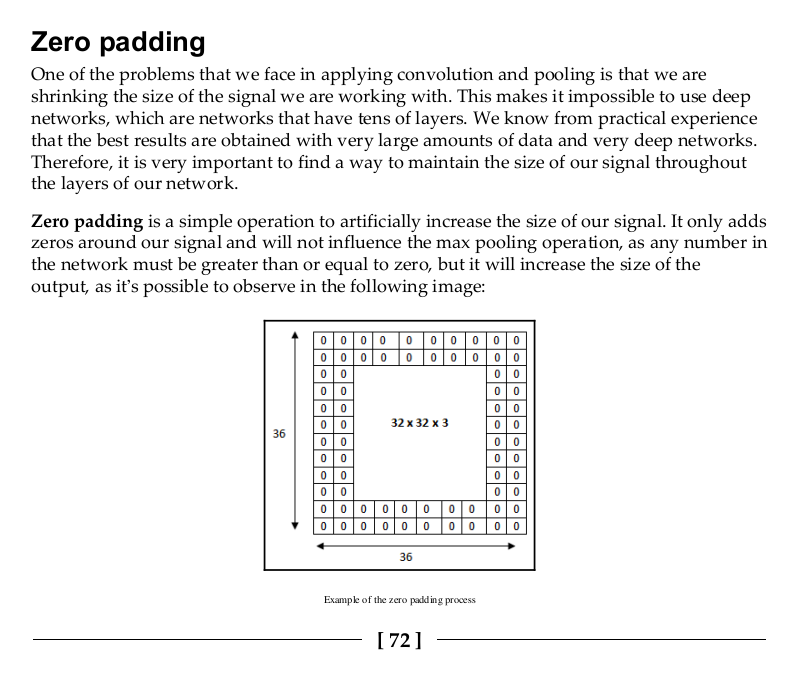 Zero padding
One of the problems that we face in applying convolution and pooling is that we are
shrinking the size of the signal we are working with. This makes it impossible to use deep
networks, which are networks that have tens of layers. We know from practical experience
that the best results are obtained with very large amounts of data and very deep networks.
Therefore, it is very important to find a way to maintain the size of our signal throughout
the layers of our network.
Zero padding is a simple operation to artificially increase the size of our signal. It only adds
zeros around our signal and will not influence the max pooling operation, as any number in
the network must be greater than or equal to zero, but it will increase the size of the
output, as it's possible to observe in the following image:
0 0 0 0 0 0 0 0 0 0
0 0 0 0 0 0 0 0 0 0
0 0 0 0
0 0 0 0
0 0 0 0
0 0 32 x 32 x 3 0 0
36 0 0 0 0
0 0 0 0
0 0 0 0
0 0 0 0
0 0 0 0 0 0 0 0 0 0
0 0 0 0 0 0 0 0 0 0
36
Example of the zero padding process
[ 72 ]